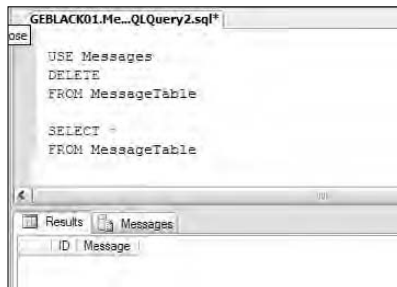 GEBLACK01.Me...QLQuery2.sql*
ose
USE Messages
DELETE
FROM MessageTable
SELECT *
FROM MessageTable
Results Messages
ID Message